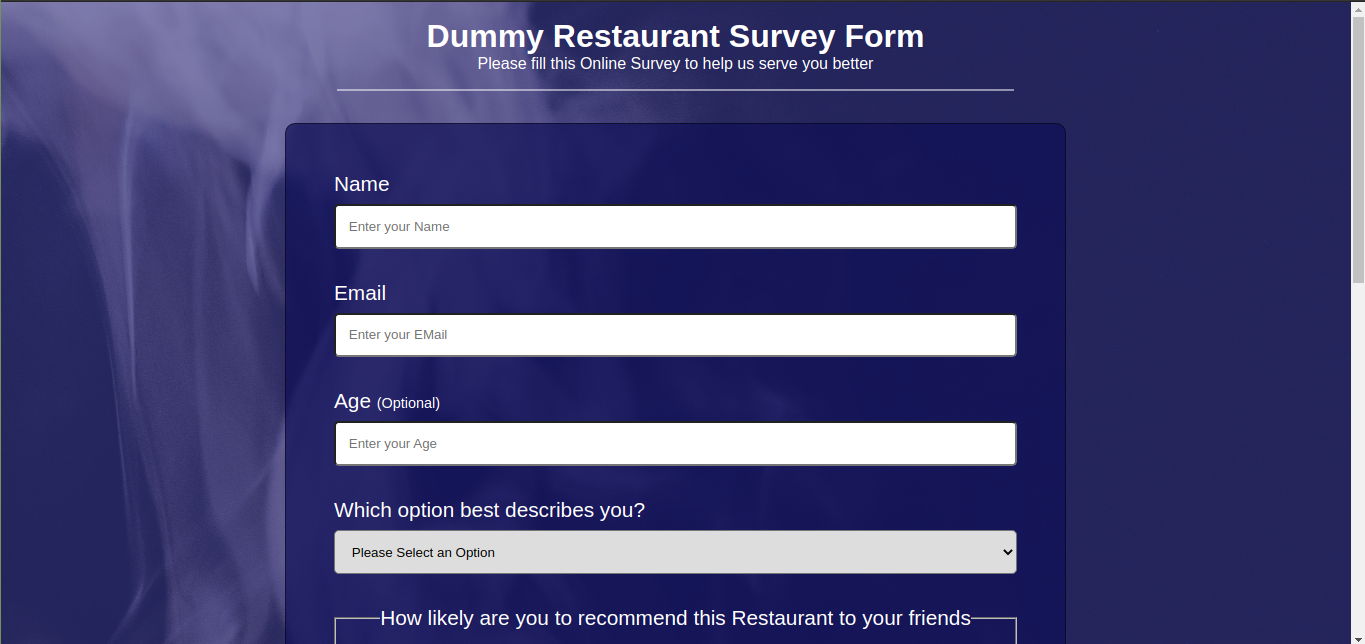 Dummy Restaurant Survey Form
Please fill this Online Survey to help us serve you better
Name
Enter your Name
Email
Enter your EMail
Age (Optional)
Enter your Age
Which option best describes you?
Please Select an Option
How likely are you to recommend this Restaurant to your friends